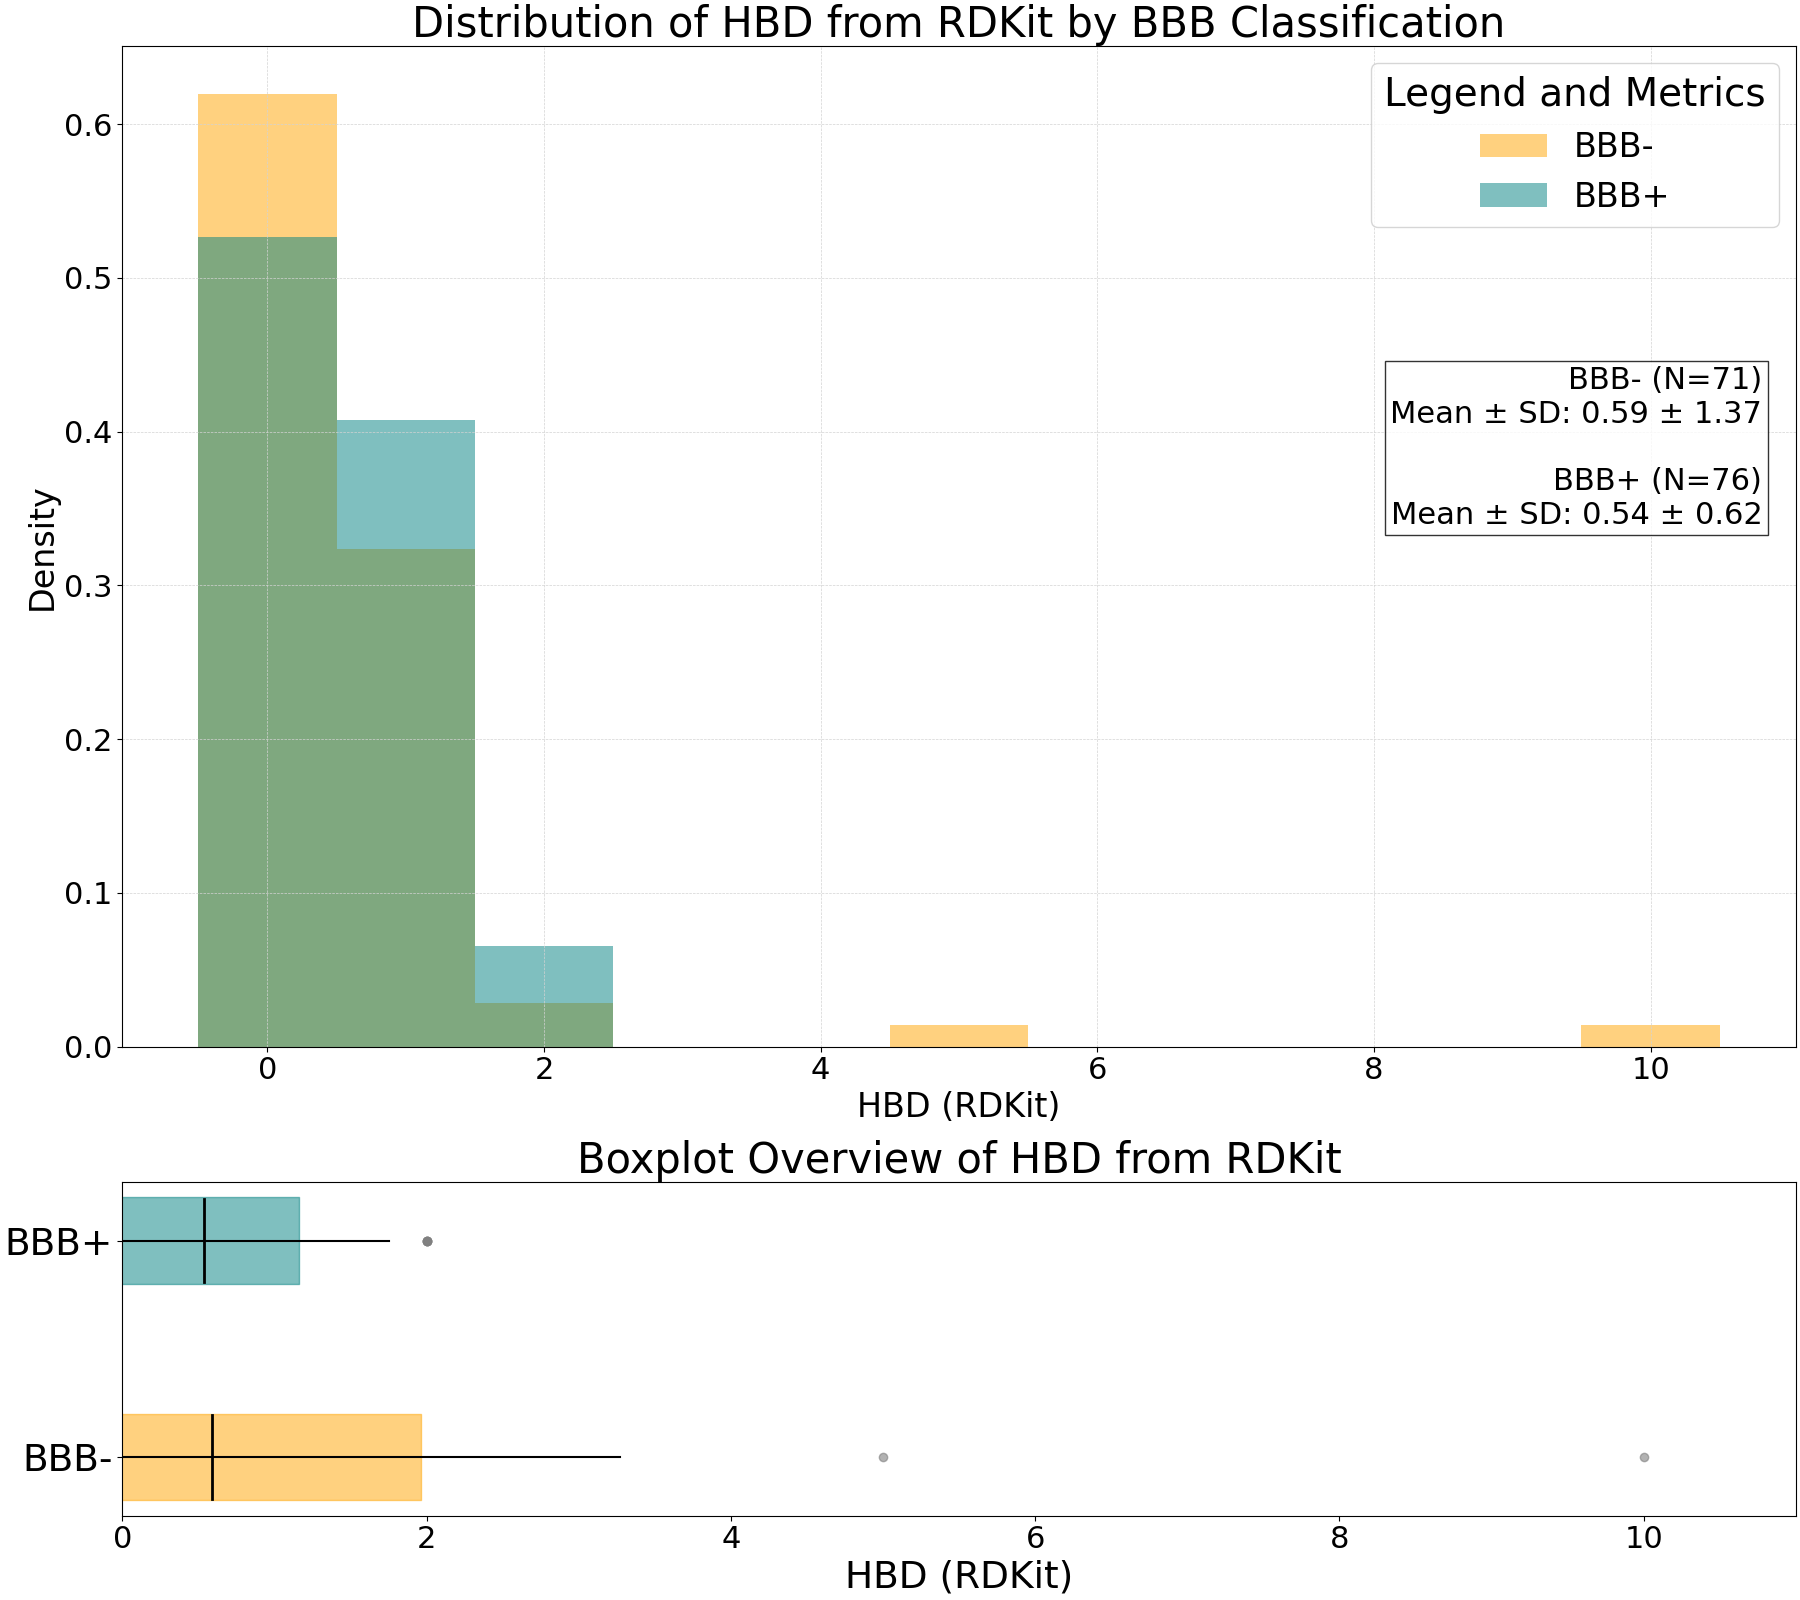 Distribution of HBD from RDKit by BBB Classification
Legend and Metrics
BBB-
BBB+
BBB- (N=71)
Mean ± SD: 0.59 ± 1.37
BBB+ (N=76)
Mean ± SD: 0.54 ± 0.62
Density
0.6
0.5
0.4
0.3
0.2
0.1
0.0
0 2 4 6 8 10
HBD (RDKit)
Boxplot Overview of HBD from RDKit
BBB+
BBB-
0 2 4 6 8 10
HBD (RDKit)